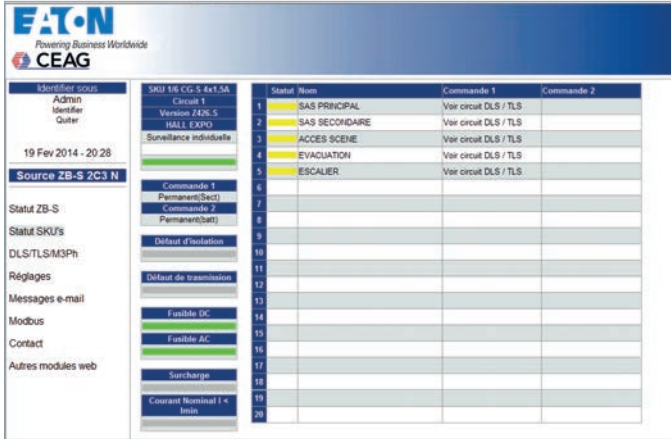 EATON
Powering Business Worldwide
CEAG
Identifier sous
Admin
Identifier
Quiter
19 Fev 2014 - 20:28
Source ZB-S 2C3 N
Statut ZB-S
Statut SKU's
DLS/TLS/M3Ph
Réglages
Messages e-mail
Modbus
Contact
Autres modules web
SKU 1/6 CG-S 4x1,5A
Circuit 1
Version Z426.S
HALL EXPO
Surveillance individuelle
Commande 1
Permanent(Sect)
Commande 2
Permanent(batt)
Défaut d'isolation
Défaut de trasmission
Fusible DC
Fusible AC
Surcharge
Courant Nominal I <
Imin
Statut Nom Commande 1 Commande 2
1 SAS PRINCIPAL Voir circuit DLS / TLS
2 SAS SECONDAIRE Voir circuit DLS / TLS
3 ACCES SCENE Voir circuit DLS / TLS
4 EVACUATION Voir circuit DLS / TLS
5 ESCALIER Voir circuit DLS / TLS
6
7
8
9
10
11
12
13
14
15
16
17
18
19
20